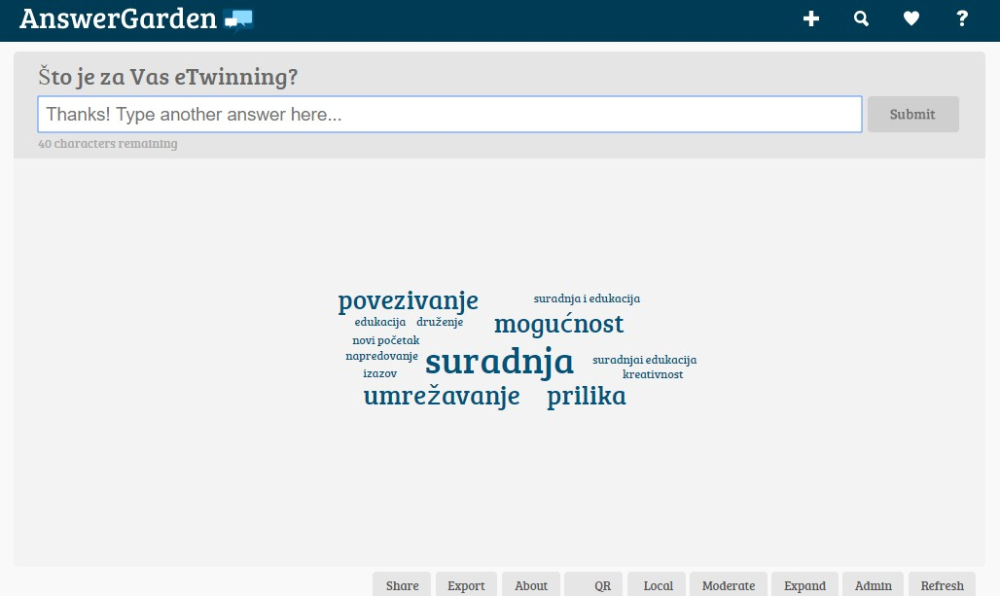 AnswerGarden
Što je za Vas eTwinning?
Thanks! Type another answer here...
Submit
40 characters remaining
povezivanje
suradnja i edukacija
edukacija
druženje
mogućnost
novi početak
napredovanje
suradnja
suradnjai edukacija
izazov
kreativnost
umrežavanje
prilika
Share
Export
About
QR
Local
Moderate
Expand
Admin
Refresh